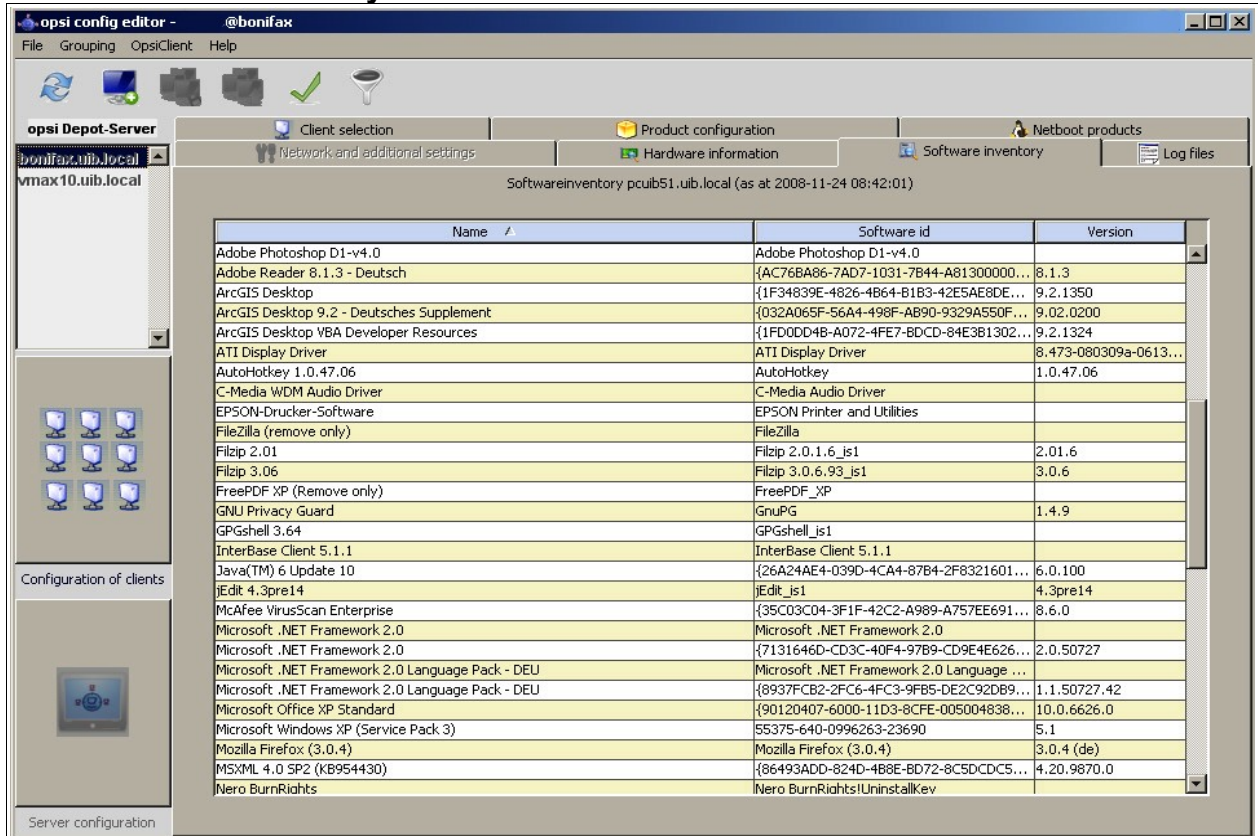 opsi config editor - @bonifax
File Grouping OpsiClient Help
opsi Depot-Server
bonifax.uib.local
vmax10.uib.local
Client selection
Product configuration
Netboot products
Network and additional settings
Hardware information
Software inventory
Log files
Softwareinventory pcuib51.uib.local (as at 2008-11-24 08:42:01)
Name Software id Version
Adobe Photoshop D1-v4.0 Adobe Photoshop D1-v4.0
Adobe Reader 8.1.3 - Deutsch {AC76BA86-7AD7-1031-7B44-A81300000... 8.1.3
ArcGIS Desktop {1F34839E-4826-4B64-B1B3-42E5AE8DE... 9.2.1350
ArcGIS Desktop 9.2 - Deutsches Supplement {032A065F-56A4-498F-AB90-9329A550F... 9.02.0200
ArcGIS Desktop VBA Developer Resources {1FD0DD4B-A072-4FE7-BDCD-84E3B1302... 9.2.1324
ATI Display Driver ATI Display Driver 8.473-080309a-0613...
AutoHotkey 1.0.47.06 AutoHotkey 1.0.47.06
C-Media WDM Audio Driver C-Media Audio Driver
EPSON-Drucker-Software EPSON Printer and Utilities
FileZilla (remove only) FileZilla
Filzip 2.01 Filzip 2.0.1.6_is1 2.01.6
Filzip 3.06 Filzip 3.0.6.93_is1 3.0.6
FreePDF XP (Remove only) FreePDF_XP
GNU Privacy Guard GnuPG 1.4.9
GPGshell 3.64 GPGshell_is1
InterBase Client 5.1.1 InterBase Client 5.1.1
Java(TM) 6 Update 10 {26A24AE4-039D-4CA4-87B4-2F8321601... 6.0.100
jEdit 4.3pre14 jEdit_is1 4.3pre14
McAfee VirusScan Enterprise {35C03C04-3F1F-42C2-A989-A757EE691... 8.6.0
Microsoft .NET Framework 2.0 Microsoft .NET Framework 2.0
Microsoft .NET Framework 2.0 {7131646D-CD3C-40F4-97B9-CD9E4E626... 2.0.50727
Microsoft .NET Framework 2.0 Language Pack - DEU Microsoft .NET Framework 2.0 Language ...
Microsoft .NET Framework 2.0 Language Pack - DEU {8937FCB2-2FC6-4FC3-9FB5-DE2C92DB9... 1.1.50727.42
Microsoft Office XP Standard {90120407-6000-11D3-8CFE-005004838... 10.0.6626.0
Microsoft Windows XP (Service Pack 3) 55375-640-0996263-23690 5.1
Mozilla Firefox (3.0.4) Mozilla Firefox (3.0.4) 3.0.4 (de)
MSXML 4.0 SP2 (KB954430) {86493ADD-824D-4B8E-BD72-8C5DCDC5... 4.20.9870.0
Nero BurnRights Nero BurnRights!UninstallKey
Configuration of clients
Server configuration